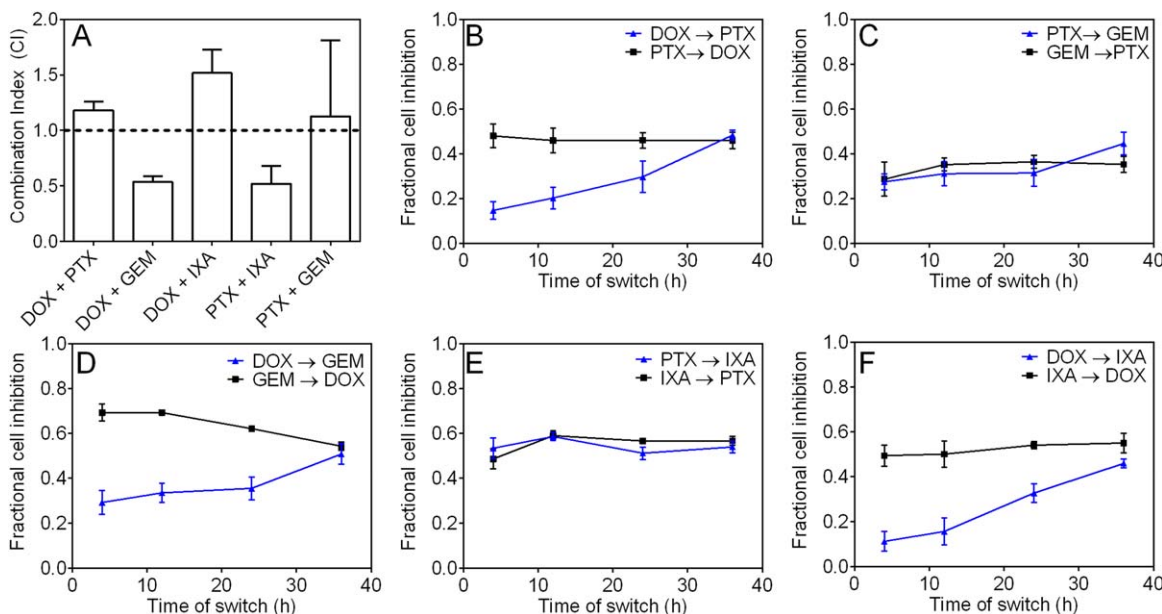 A
Combination Index (CI)
2.0
1.5
1.0
0.5
0.0
DOX + PTX
DOX + GEM
DOX + IXA
PTX + IXA
PTX + GEM
B
DOX → PTX
PTX → DOX
Fractional cell inhibition
1.0
0.8
0.6
0.4
0.2
0.0
0 10 20 30 40
Time of switch (h)
C
PTX → GEM
GEM → PTX
Fractional cell inhibition
1.0
0.8
0.6
0.4
0.2
0.0
0 10 20 30 40
Time of switch (h)
D
DOX → GEM
GEM → DOX
Fractional cell inhibition
1.0
0.8
0.6
0.4
0.2
0.0
0 10 20 30 40
Time of switch (h)
E
PTX → IXA
IXA → PTX
Fractional cell inhibition
1.0
0.8
0.6
0.4
0.2
0.0
0 10 20 30 40
Time of switch (h)
F
DOX → IXA
IXA → DOX
Fractional cell inhibition
1.0
0.8
0.6
0.4
0.2
0.0
0 10 20 30 40
Time of switch (h)